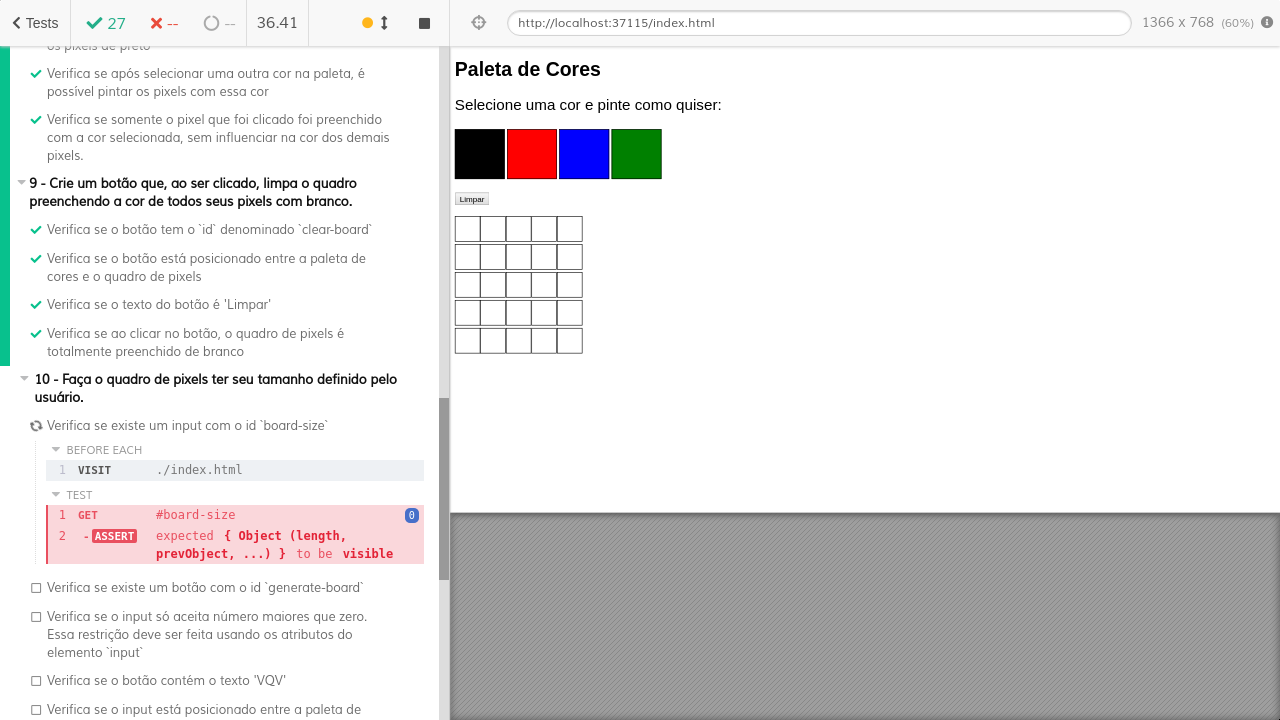 Tests
27
--
--
36.41
http://localhost:37115/index.html
1366 x 768 (60%)
os pixels de preto
Verifica se após selecionar uma outra cor na paleta, é
possível pintar os pixels com essa cor
Verifica se somente o pixel que foi clicado foi preenchido
com a cor selecionada, sem influenciar na cor dos demais
pixels.
9 - Crie um botão que, ao ser clicado, limpa o quadro
preenchendo a cor de todos seus pixels com branco.
Verifica se o botão tem o `id` denominado `clear-board`
Verifica se o botão está posicionado entre a paleta de
cores e o quadro de pixels
Verifica se o texto do botão é 'Limpar'
Verifica se ao clicar no botão, o quadro de pixels é
totalmente preenchido de branco
10 - Faça o quadro de pixels ter seu tamanho definido pelo
usuário.
Verifica se existe um input com o id `board-size`
BEFORE EACH
1 VISIT ./index.html
TEST
1 GET #board-size 0
2 -ASSERT expected { Object (length,
prevObject, ...) } to be visible
Verifica se existe um botão com o id `generate-board`
Verifica se o input só aceita número maiores que zero.
Essa restrição deve ser feita usando os atributos do
elemento `input`
Verifica se o botão contém o texto 'VQV'
Verifica se o input está posicionado entre a paleta de
Paleta de Cores
Selecione uma cor e pinte como quiser:
Limpar